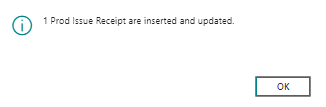 1 Prod Issue Receipt are inserted and updated.
OK